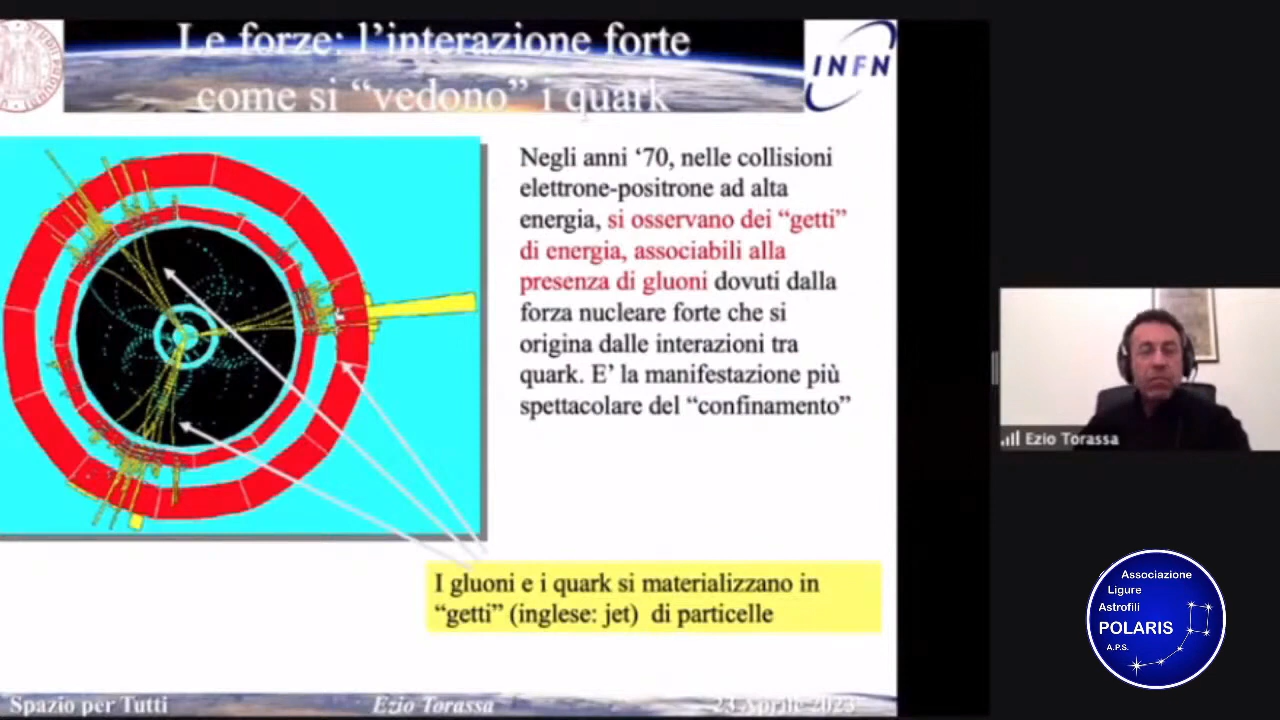 Le forze: l’interazione forte
come si “vedono” i quark
INFN
Negli anni ‘70, nelle collisioni
elettrone-positrone ad alta
energia, si osservano dei “getti”
di energia, associabili alla
presenza di gluoni dovuti dalla
forza nucleare forte che si
origina dalle interazioni tra
quark. E’ la manifestazione più
spettacolare del “confinamento”
I gluoni e i quark si materializzano in
“getti” (inglese: jet) di particelle
Spazio per Tutti
Ezio Torassa
23 Aprile 2023
Ezio Torassa
Associazione
Ligure
Astrofili
POLARIS
A.P.S.